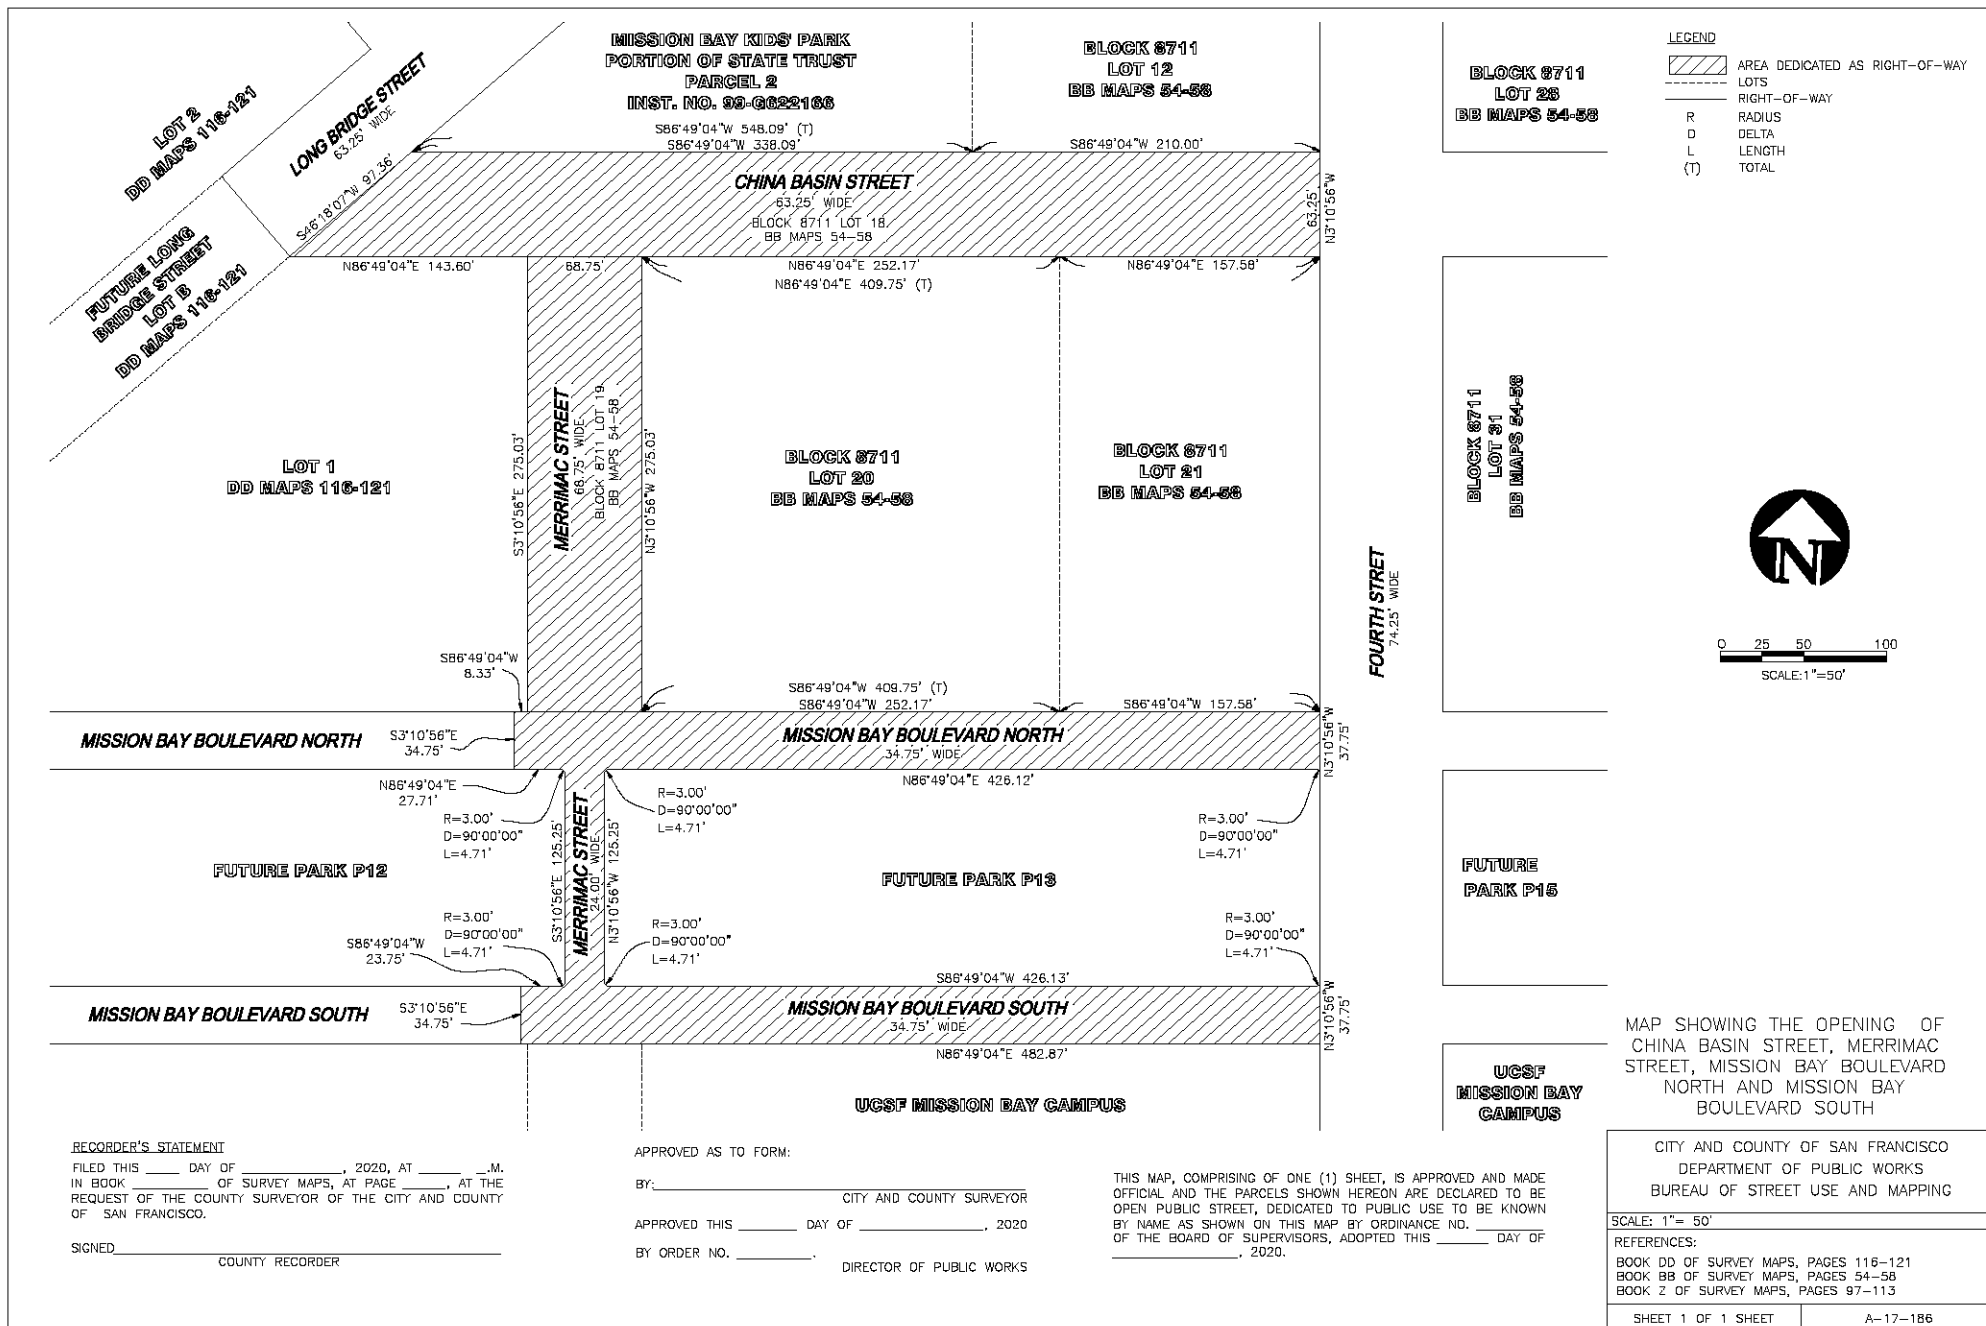 LOT 2
DD MAPS 116-121
LONG BRIDGE STREET
63.25' WIDE
S46°18'07"W 97.36'
FUTURE LONG
BRIDGE STREET
LOT B
DD MAPS 116-121
MISSION BAY KIDS' PARK
PORTION OF STATE TRUST
PARCEL 2
INST. NO. 99-G622166
S86°49'04"W 548.09' (T)
S86°49'04"W 338.09'
BLOCK 8711
LOT 12
BB MAPS 54-58
S86°49'04"W 210.00'
BLOCK 8711
LOT 28
BB MAPS 54-58
LEGEND
AREA DEDICATED AS RIGHT-OF-WAY
LOTS
RIGHT-OF-WAY
R RADIUS
D DELTA
L LENGTH
(T) TOTAL
CHINA BASIN STREET
63.25' WIDE
BLOCK 8711 LOT 18
BB MAPS 54-58
63.25'
N3°10'56"W
N86°49'04"E 143.60'
68.75'
N86°49'04"E 252.17'
N86°49'04"E 409.75' (T)
N86°49'04"E 157.58'
LOT 1
DD MAPS 116-121
S3°10'56"E 275.03'
MERRIMAC STREET
68.75' WIDE
BLOCK 8711 LOT 19
BB MAPS 54-58
N3°10'56"W 275.03'
BLOCK 8711
LOT 20
BB MAPS 54-58
BLOCK 8711
LOT 21
BB MAPS 54-58
FOURTH STRET
74.25' WIDE
BLOCK 8711
LOT 31
BB MAPS 54-58
N
0 25 50 100
SCALE:1"=50'
S86°49'04"W
8.33'
S86°49'04"W 409.75' (T)
S86°49'04"W 252.17'
S86°49'04"W 157.58'
MISSION BAY BOULEVARD NORTH
S3°10'56"E
34.75'
MISSION BAY BOULEVARD NORTH
34.75' WIDE
N3°10'56"W
37.75'
N86°49'04"E
27.71'
N86°49'04"E 426.12'
R=3.00'
D=90°00'00"
L=4.71'
R=3.00'
D=90°00'00"
L=4.71'
R=3.00'
D=90°00'00"
L=4.71'
FUTURE PARK P12
S3°10'56"E 125.25'
MERRIMAC STREET
24.00' WIDE
N3°10'56"W 125.25'
FUTURE PARK P13
FUTURE
PARK P15
R=3.00'
D=90°00'00"
L=4.71'
R=3.00'
D=90°00'00"
L=4.71'
R=3.00'
D=90°00'00"
L=4.71'
S86°49'04"W
23.75'
S86°49'04"W 426.13'
MISSION BAY BOULEVARD SOUTH
S3°10'56"E
34.75'
MISSION BAY BOULEVARD SOUTH
34.75' WIDE
N3°10'56"W
37.75'
N86°49'04"E 482.87'
UCSF MISSION BAY CAMPUS
UCSF
MISSION BAY
CAMPUS
MAP SHOWING THE OPENING OF
CHINA BASIN STREET, MERRIMAC
STREET, MISSION BAY BOULEVARD
NORTH AND MISSION BAY
BOULEVARD SOUTH
RECORDER'S STATEMENT
FILED THIS ____ DAY OF ____________, 2020, AT _____ _.M.
IN BOOK _________ OF SURVEY MAPS, AT PAGE _____, AT THE
REQUEST OF THE COUNTY SURVEYOR OF THE CITY AND COUNTY
OF SAN FRANCISCO.
SIGNED____________
COUNTY RECORDER
APPROVED AS TO FORM:
BY:____________
CITY AND COUNTY SURVEYOR
APPROVED THIS _______ DAY OF _______________, 2020
BY ORDER NO. _________.
DIRECTOR OF PUBLIC WORKS
THIS MAP, COMPRISING OF ONE (1) SHEET, IS APPROVED AND MADE
OFFICIAL AND THE PARCELS SHOWN HEREON ARE DECLARED TO BE
OPEN PUBLIC STREET, DEDICATED TO PUBLIC USE TO BE KNOWN
BY NAME AS SHOWN ON THIS MAP BY ORDINANCE NO. ________
OF THE BOARD OF SUPERVISORS, ADOPTED THIS ______ DAY OF
_______________, 2020.
CITY AND COUNTY OF SAN FRANCISCO
DEPARTMENT OF PUBLIC WORKS
BUREAU OF STREET USE AND MAPPING
SCALE: 1"= 50'
REFERENCES:
BOOK DD OF SURVEY MAPS, PAGES 116-121
BOOK BB OF SURVEY MAPS, PAGES 54-58
BOOK Z OF SURVEY MAPS, PAGES 97-113
SHEET 1 OF 1 SHEET
A-17-186